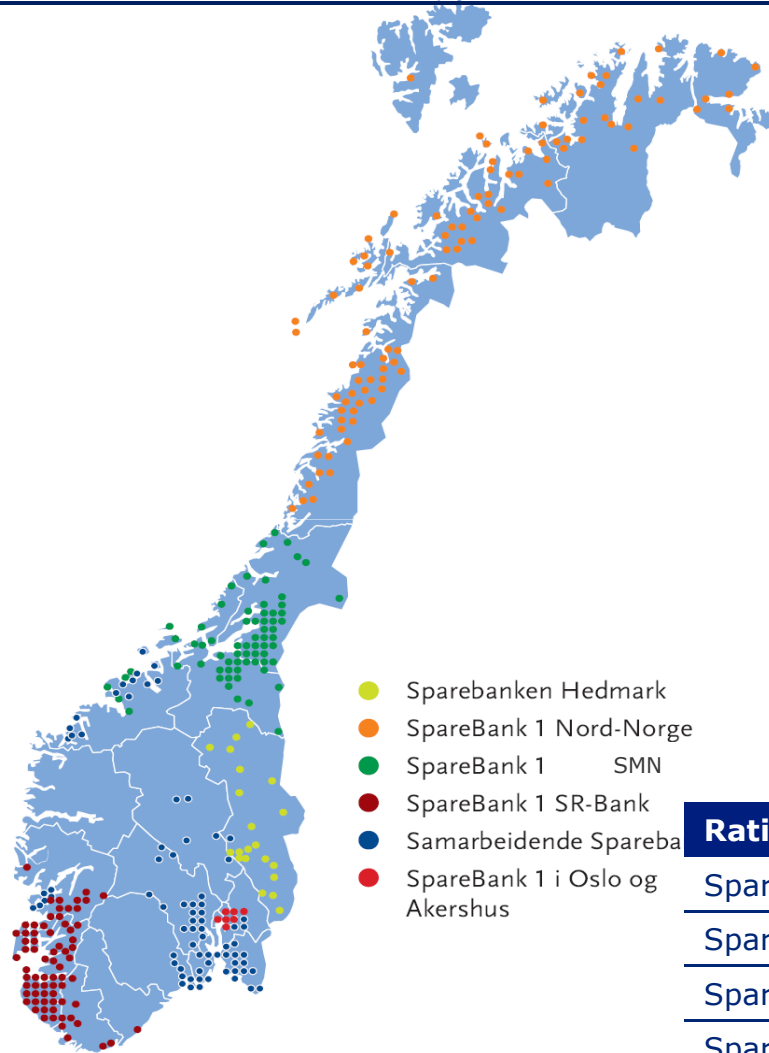 Sparebanken Hedmark
SpareBank 1 Nord-Norge
SpareBank 1 SMN
SpareBank 1 SR-Bank
Samarbeidende Spareba
SpareBank 1 i Oslo og
Akershus
Rati
Spar
Spar
Spar
Spar